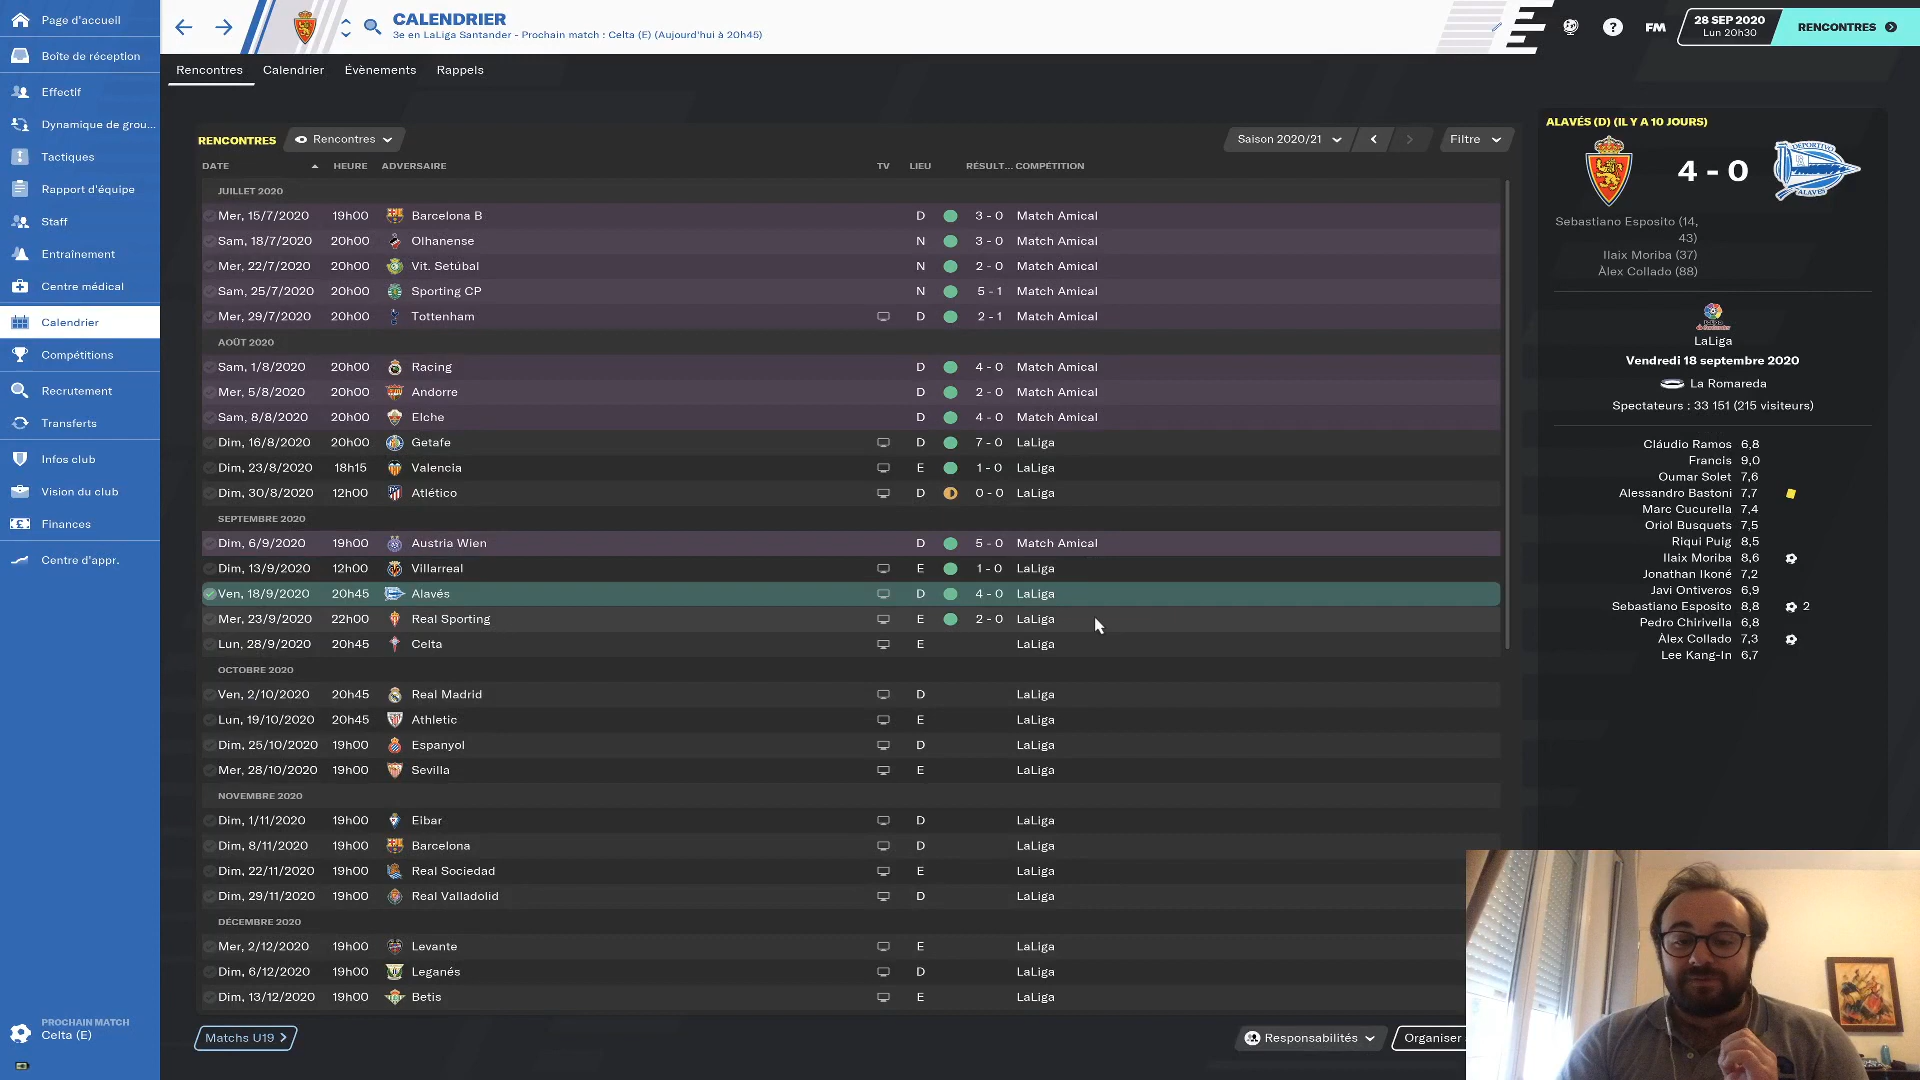 Page d'accueil
Boîte de réception
Effectif
Dynamique de grou...
Tactiques
Rapport d'équipe
Staff
Entraînement
Centre médical
Calendrier
Compétitions
Recrutement
Transferts
Infos club
Vision du club
Finances
Centre d'appr.
PROCHAIN MATCH
Celta (E)
CALENDRIER
3e en LaLiga Santander - Prochain match : Celta (E) (Aujourd'hui à 20h45)
FM
28 SEP 2020
Lun 20h30
RENCONTRES
Rencontres Calendrier Évènements Rappels
RENCONTRES Rencontres Saison 2020/21 Filtre
DATE HEURE ADVERSAIRE TV LIEU RÉSULT... COMPÉTITION
JUILLET 2020
Mer, 15/7/2020 19h00 Barcelona B D 3 - 0 Match Amical
Sam, 18/7/2020 20h00 Olhanense N 3 - 0 Match Amical
Mer, 22/7/2020 20h00 Vit. Setúbal N 2 - 0 Match Amical
Sam, 25/7/2020 20h00 Sporting CP N 5 - 1 Match Amical
Mer, 29/7/2020 20h00 Tottenham D 2 - 1 Match Amical
AOÛT 2020
Sam, 1/8/2020 20h00 Racing D 4 - 0 Match Amical
Mer, 5/8/2020 20h00 Andorre D 2 - 0 Match Amical
Sam, 8/8/2020 20h00 Elche D 4 - 0 Match Amical
Dim, 16/8/2020 20h00 Getafe D 7 - 0 LaLiga
Dim, 23/8/2020 18h15 Valencia E 1 - 0 LaLiga
Dim, 30/8/2020 12h00 Atlético D 0 - 0 LaLiga
SEPTEMBRE 2020
Dim, 6/9/2020 19h00 Austria Wien D 5 - 0 Match Amical
Dim, 13/9/2020 12h00 Villarreal E 1 - 0 LaLiga
Ven, 18/9/2020 20h45 Alavés D 4 - 0 LaLiga
Mer, 23/9/2020 22h00 Real Sporting E 2 - 0 LaLiga
Lun, 28/9/2020 20h45 Celta E LaLiga
OCTOBRE 2020
Ven, 2/10/2020 20h45 Real Madrid D LaLiga
Lun, 19/10/2020 20h45 Athletic E LaLiga
Dim, 25/10/2020 19h00 Espanyol D LaLiga
Mer, 28/10/2020 19h00 Sevilla E LaLiga
NOVEMBRE 2020
Dim, 1/11/2020 19h00 Eibar D LaLiga
Dim, 8/11/2020 19h00 Barcelona D LaLiga
Dim, 22/11/2020 19h00 Real Sociedad E LaLiga
Dim, 29/11/2020 19h00 Real Valladolid D LaLiga
DÉCEMBRE 2020
Mer, 2/12/2020 19h00 Levante E LaLiga
Dim, 6/12/2020 19h00 Leganés D LaLiga
Dim, 13/12/2020 19h00 Betis E LaLiga
Matchs U19 Responsabilités Organiser
ALAVÉS (D) (IL Y A 10 JOURS)
4 - 0
DEPORTIVO
ALAVÉS
Sebastiano Esposito (14,
43)
Ilaix Moriba (37)
Àlex Collado (88)
LaLiga
Vendredi 18 septembre 2020
La Romareda
Spectateurs : 33 151 (215 visiteurs)
Cláudio Ramos 6,8
Francis 9,0
Oumar Solet 7,6
Alessandro Bastoni 7,7
Marc Cucurella 7,4
Oriol Busquets 7,5
Riqui Puig 8,5
Ilaix Moriba 8,6
Jonathan Ikoné 7,2
Javi Ontiveros 6,9
Sebastiano Esposito 8,8 2
Pedro Chirivella 6,8
Àlex Collado 7,3
Lee Kang-In 6,7